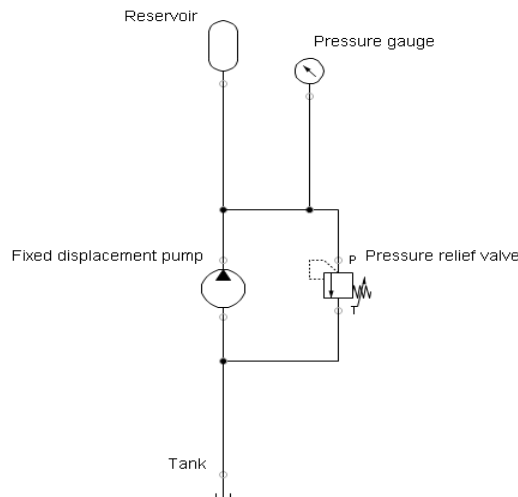 Reservoir
Pressure gauge
Fixed displacement pump
P
Pressure relief valve
T
Tank